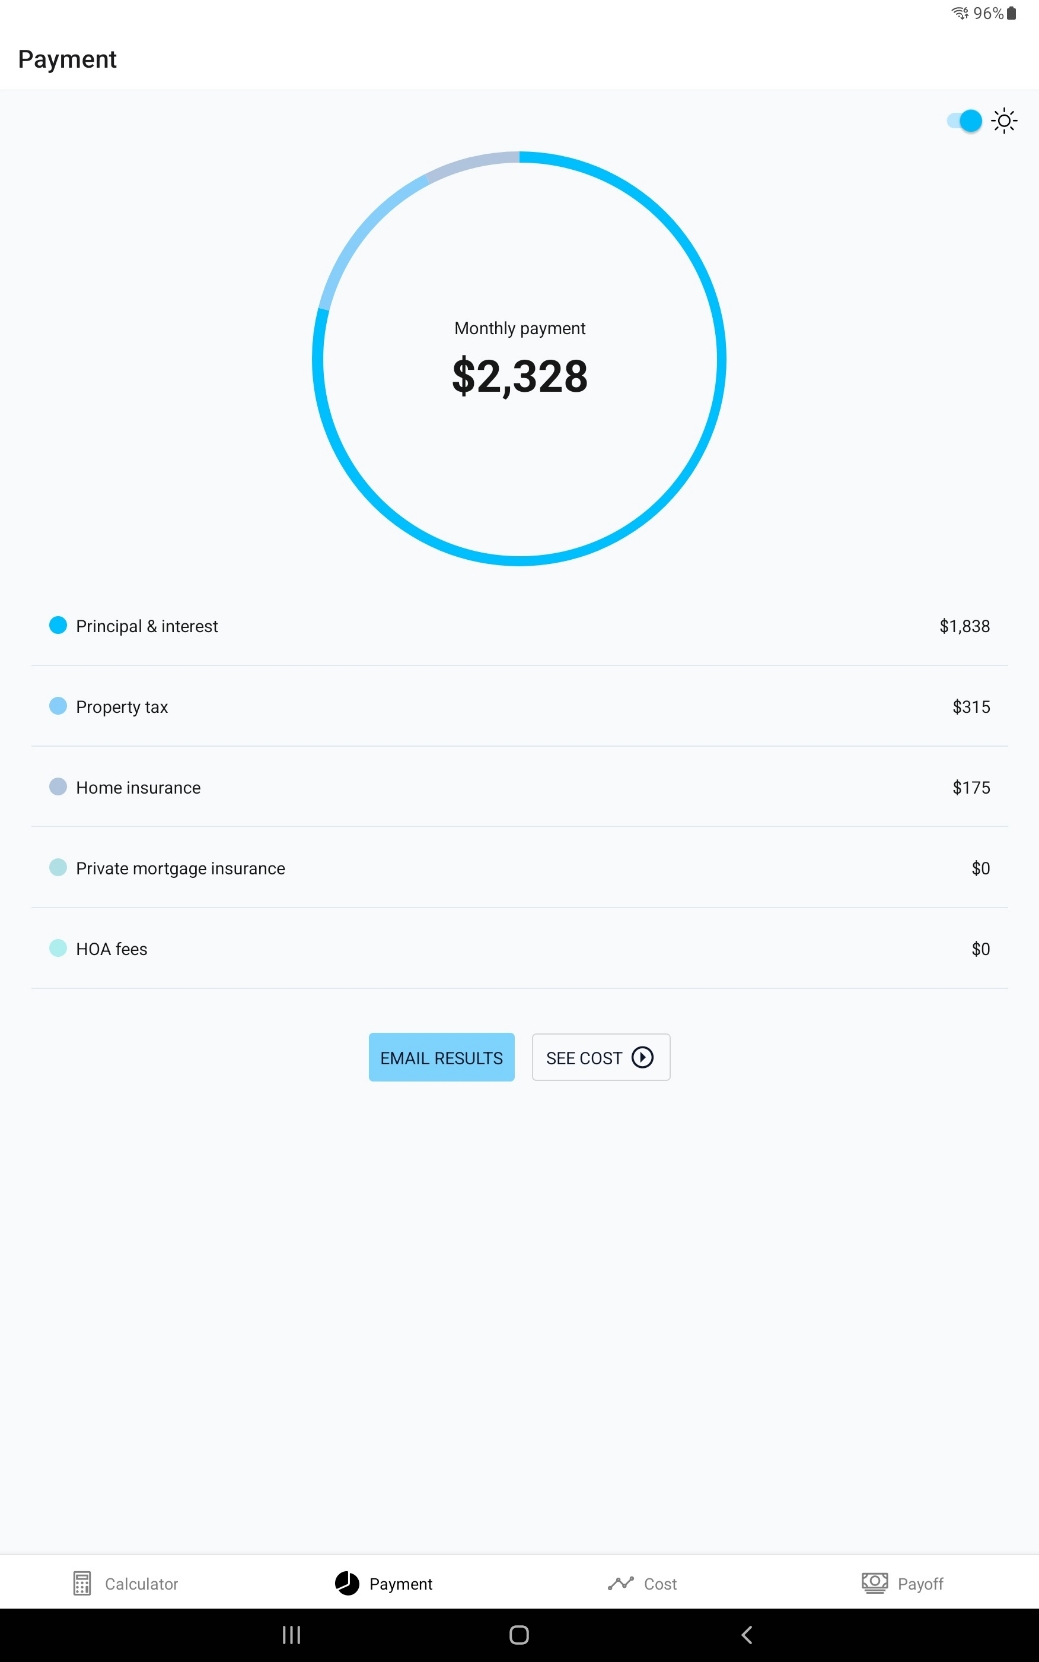 96%
Payment
Monthly payment
$2,328
Principal & interest $1,838
Property tax $315
Home insurance $175
Private mortgage insurance $0
HOA fees $0
EMAIL RESULTS SEE COST
Calculator Payment Cost Payoff